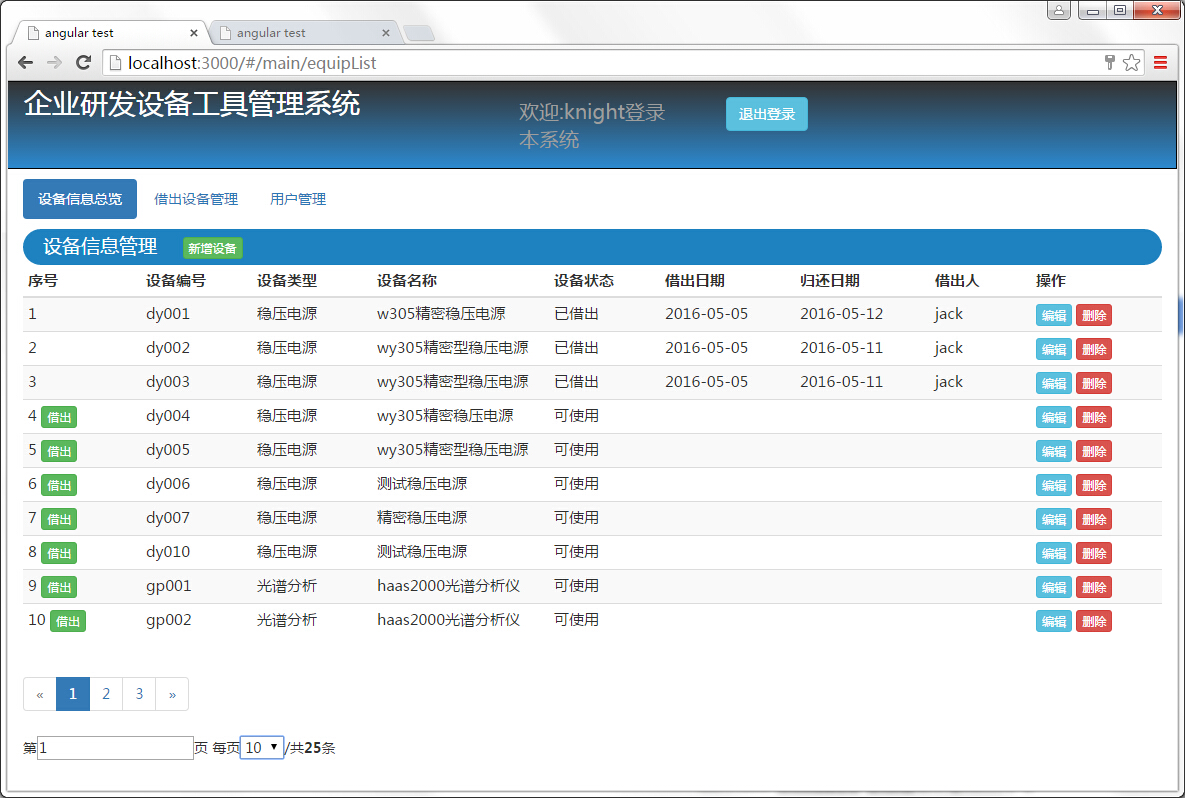 angular test × angular test ×
localhost:3000/#/main/equipList
企业研发设备工具管理系统
欢迎:knight登录
本系统
退出登录
设备信息总览 借出设备管理 用户管理
设备信息管理 新增设备
序号 设备编号 设备类型 设备名称 设备状态 借出日期 归还日期 借出人 操作
1 dy001 稳压电源 w305精密稳压电源 已借出 2016-05-05 2016-05-12 jack 编辑 删除
2 dy002 稳压电源 wy305精密型稳压电源 已借出 2016-05-05 2016-05-11 jack 编辑 删除
3 dy003 稳压电源 wy305精密型稳压电源 已借出 2016-05-05 2016-05-11 jack 编辑 删除
4 借出 dy004 稳压电源 wy305精密稳压电源 可使用 编辑 删除
5 借出 dy005 稳压电源 wy305精密型稳压电源 可使用 编辑 删除
6 借出 dy006 稳压电源 测试稳压电源 可使用 编辑 删除
7 借出 dy007 稳压电源 精密稳压电源 可使用 编辑 删除
8 借出 dy010 稳压电源 测试稳压电源 可使用 编辑 删除
9 借出 gp001 光谱分析 haas2000光谱分析仪 可使用 编辑 删除
10 借出 gp002 光谱分析 haas2000光谱分析仪 可使用 编辑 删除
« 1 2 3 »
第1页 每页10/共25条